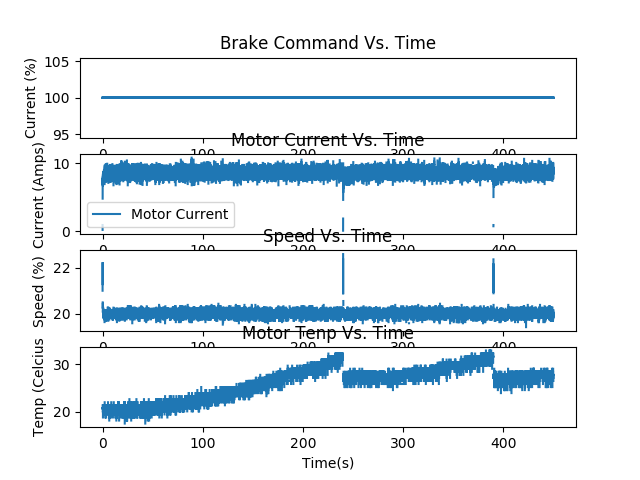 Brake Command Vs. Time
Current (%)
105
100
95
0 100 200 300 400
Motor Current Vs. Time
Current (Amps)
10
0
Motor Current
0 100 200 300 400
Speed Vs. Time
Speed (%)
22
20
0 100 200 300 400
Motor Tenp Vs. Time
Temp (Celcius
30
20
0 100 200 300 400
Time(s)